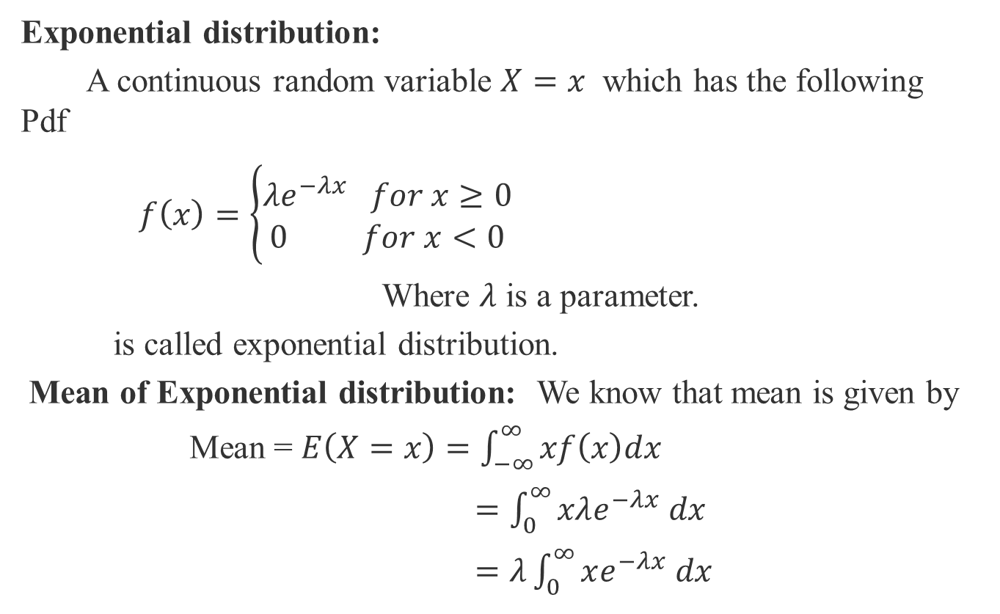 Exponential distribution:
A continuous random variable 𝑋 = 𝑥 which has the following
Pdf
𝑓(𝑥) = {𝜆𝑒^{−𝜆𝑥} 𝑓𝑜𝑟 𝑥 ≥ 0
0 𝑓𝑜𝑟 𝑥 < 0
Where 𝜆 is a parameter.
is called exponential distribution.
Mean of Exponential distribution: We know that mean is given by
Mean = 𝐸(𝑋 = 𝑥) = ∫_{−∞}^{∞} 𝑥𝑓(𝑥)𝑑𝑥
= ∫_{0}^{∞} 𝑥𝜆𝑒^{−𝜆𝑥} 𝑑𝑥
= 𝜆 ∫_{0}^{∞} 𝑥𝑒^{−𝜆𝑥} 𝑑𝑥